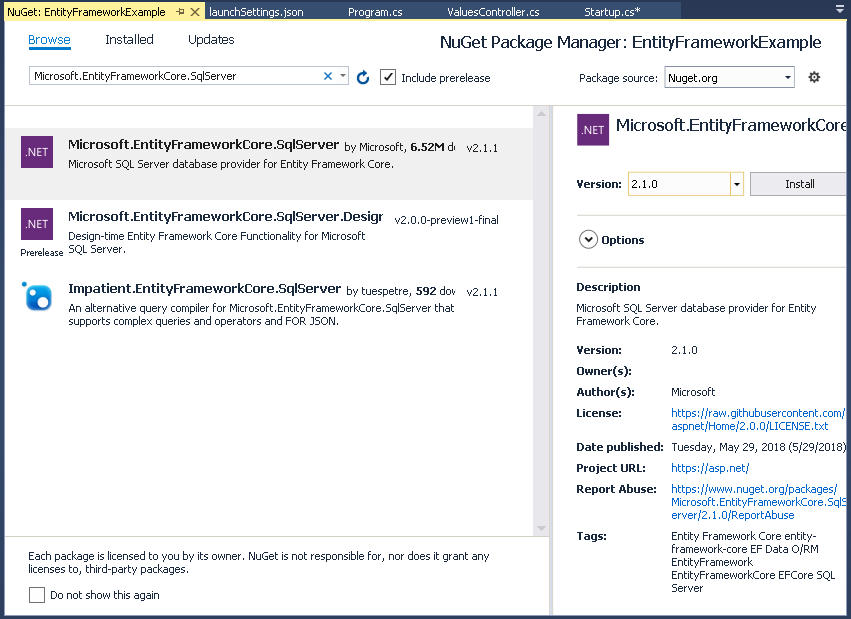 NuGet: EntityFrameworkExample
launchSettings.json
Program.cs
ValuesController.cs
Startup.cs*
Browse
Installed
Updates
NuGet Package Manager: EntityFrameworkExample
Microsoft.EntityFrameworkCore.SqlServer
Include prerelease
Package source:
Nuget.org
.NET
Microsoft.EntityFrameworkCore.SqlServer by Microsoft, 6.52M do v2.1.1
Microsoft SQL Server database provider for Entity Framework Core.
.NET
Prerelease
Microsoft.EntityFrameworkCore.SqlServer.Design v2.0.0-preview1-final
Design-time Entity Framework Core Functionality for Microsoft
SQL Server.
Impatient.EntityFrameworkCore.SqlServer by tuespetre, 592 dow v2.1.1
An alternative query compiler for Microsoft.EntityFrameworkCore.SqlServer that
supports complex queries and operators and FOR JSON.
Each package is licensed to you by its owner. NuGet is not responsible for, nor does it grant any
licenses to, third-party packages.
Do not show this again
.NET
Microsoft.EntityFrameworkCore
Version:
2.1.0
Install
Options
Description
Microsoft SQL Server database provider for Entity
Framework Core.
Version: 2.1.0
Owner(s):
Author(s): Microsoft
License: https://raw.githubusercontent.com/
aspnet/Home/2.0.0/LICENSE.txt
Date published: Tuesday, May 29, 2018 (5/29/2018)
Project URL: https://asp.net/
Report Abuse: https://www.nuget.org/packages/
Microsoft.EntityFrameworkCore.SqlS
erver/2.1.0/ReportAbuse
Tags: Entity Framework Core entity-
framework-core EF Data O/RM
EntityFramework
EntityFrameworkCore EFCore SQL
Server